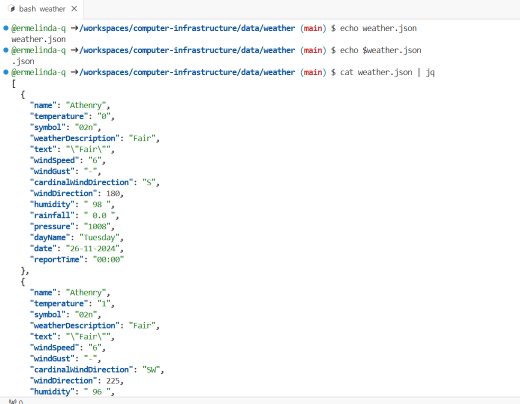 bash weather
@ermelinda-q →/workspaces/computer-infrastructure/data/weather (main) $ echo weather.json
weather.json
@ermelinda-q →/workspaces/computer-infrastructure/data/weather (main) $ echo $weather.json
.json
@ermelinda-q →/workspaces/computer-infrastructure/data/weather (main) $ cat weather.json | jq
[
  {
    "name": "Athenry",
    "temperature": "0",
    "symbol": "02n",
    "weatherDescription": "Fair",
    "text": "\"Fair\"",
    "windSpeed": "6",
    "windGust": "-",
    "cardinalWindDirection": "S",
    "windDirection": 180,
    "humidity": " 98 ",
    "rainfall": " 0.0 ",
    "pressure": "1008",
    "dayName": "Tuesday",
    "date": "26-11-2024",
    "reportTime": "00:00"
  },
  {
    "name": "Athenry",
    "temperature": "1",
    "symbol": "02n",
    "weatherDescription": "Fair",
    "text": "\"Fair\"",
    "windSpeed": "6",
    "windGust": "-",
    "cardinalWindDirection": "SW",
    "windDirection": 225,
    "humidity": " 96 ",